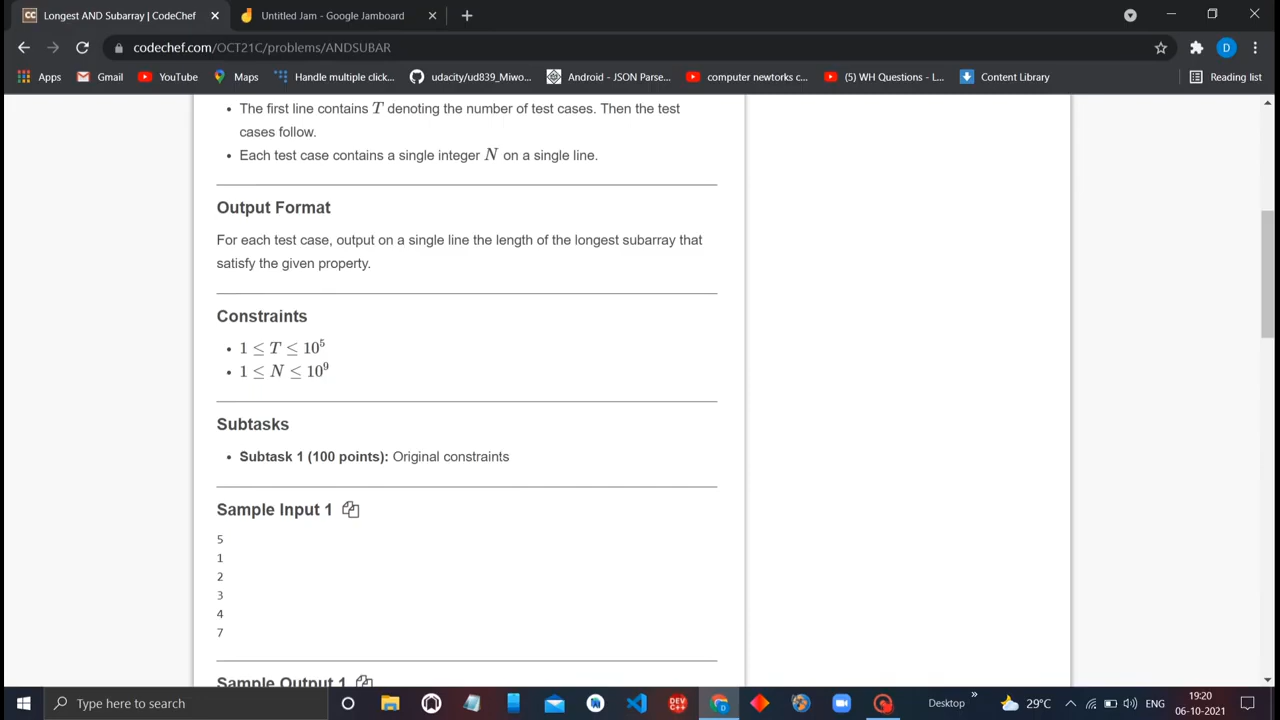 Longest AND Subarray | CodeChef
Untitled Jam - Google Jamboard
codechef.com/OCT21C/problems/ANDSUBAR
D
Apps Gmail YouTube Maps Handle multiple click... udacity/ud839_Miwo... Android - JSON Parse... computer newtorks c... (5) WH Questions - L... Content Library Reading list
• The first line contains T denoting the number of test cases. Then the test
cases follow.
• Each test case contains a single integer N on a single line.
Output Format
For each test case, output on a single line the length of the longest subarray that
satisfy the given property.
Constraints
• 1 ≤ T ≤ 10⁵
• 1 ≤ N ≤ 10⁹
Subtasks
• Subtask 1 (100 points): Original constraints
Sample Input 1
5
1
2
3
4
7
Sample Output 1
Type here to search
DEV C++
Desktop
29°C
ENG
19:20
06-10-2021